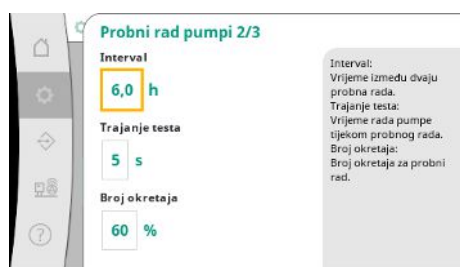 Probni rad pumpi 2/3
Interval
6,0 h
Trajanje testa
5 s
Broj okretaja
60 %
Interval:
Vrijeme između dvaju
probna rada.
Trajanje testa:
Vrijeme rada pumpe
tijekom probnog rada.
Broj okretaja:
Broj okretaja za probni
rad.
?